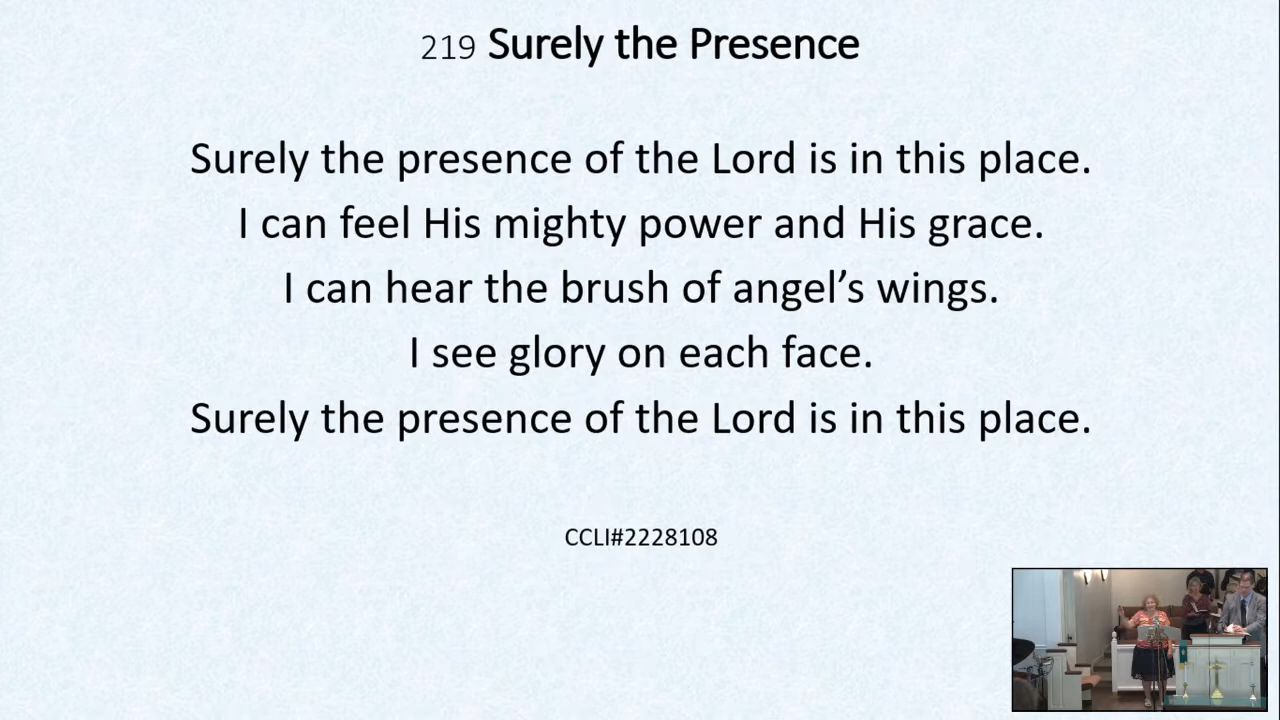 219 Surely the Presence
Surely the presence of the Lord is in this place.
I can feel His mighty power and His grace.
I can hear the brush of angel’s wings.
I see glory on each face.
Surely the presence of the Lord is in this place.
CCLI#2228108